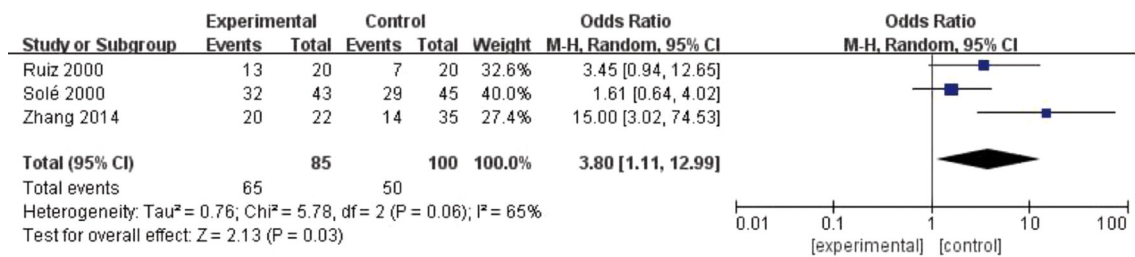 Experimental Control Odds Ratio Odds Ratio
Study or Subgroup Events Total Events Total Weight M-H, Random, 95% CI M-H, Random, 95% CI
Ruiz 2000 13 20 7 20 32.6% 3.45 [0.94, 12.65]
Solé 2000 32 43 29 45 40.0% 1.61 [0.64, 4.02]
Zhang 2014 20 22 14 35 27.4% 15.00 [3.02, 74.53]
Total (95% CI) 85 100 100.0% 3.80 [1.11, 12.99]
Total events 65 50
Heterogeneity: Tau² = 0.76; Chi² = 5.78, df = 2 (P = 0.06); I² = 65%
Test for overall effect: Z = 2.13 (P = 0.03)
0.01 0.1 1 10 100
[experimental] [control]